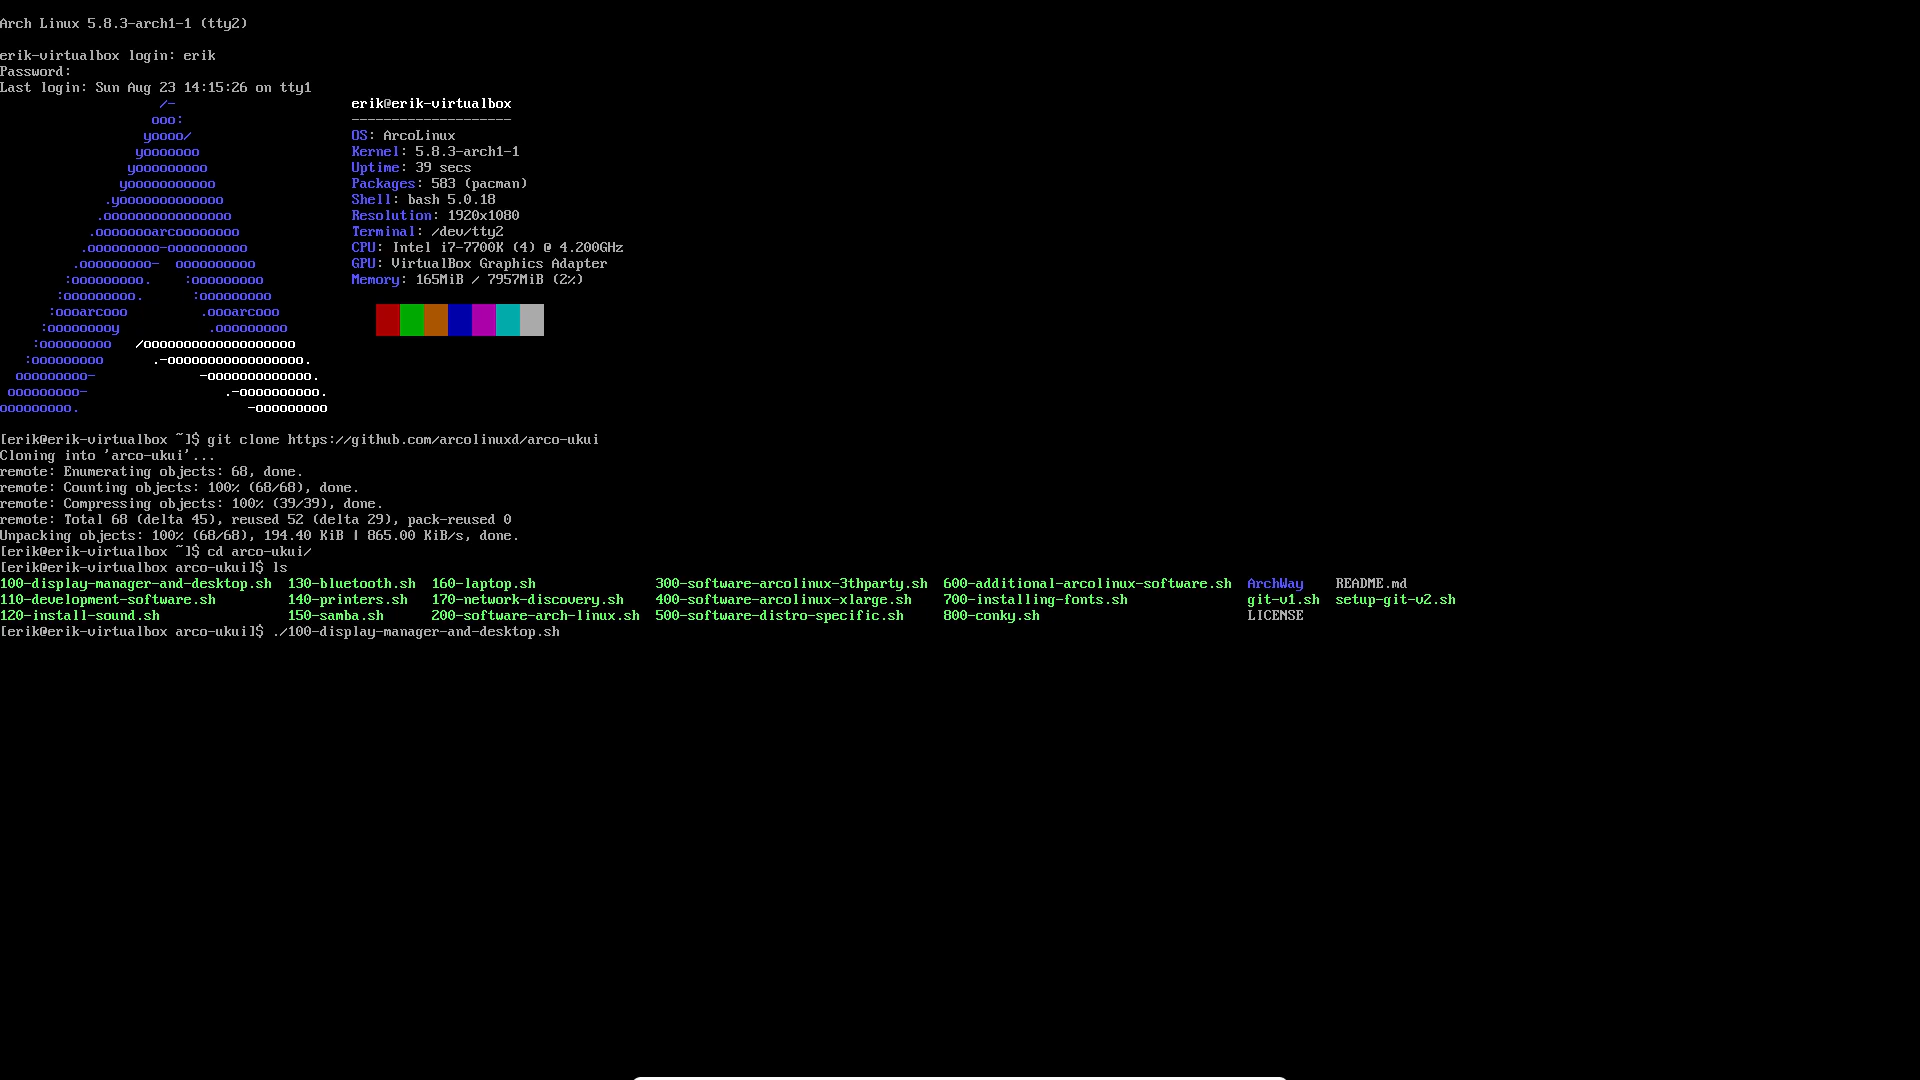 Arch Linux 5.8.3-arch1-1 (tty2)
erik-virtualbox login: erik
Password:
Last login: Sun Aug 23 14:15:26 on tty1
/- erik@erik-virtualbox
ooo: --------------------
yoooo/ OS: ArcoLinux
yooooooo Kernel: 5.8.3-arch1-1
yooooooooo Uptime: 39 secs
yooooooooooo Packages: 583 (pacman)
.yooooooooooooo Shell: bash 5.0.18
.oooooooooooooooo Resolution: 1920x1080
.oooooooarcoooooooo Terminal: /dev/tty2
.ooooooooo-oooooooooo CPU: Intel i7-7700K (4) @ 4.200GHz
.ooooooooo-  oooooooooo GPU: VirtualBox Graphics Adapter
:ooooooooo.    :ooooooooo Memory: 165MiB / 7957MiB (2%)
:ooooooooo.      :ooooooooo
:oooarcooo         .oooarcooo
:ooooooooy           .ooooooooo
:ooooooooo   /ooooooooooooooooooo
:ooooooooo      .-ooooooooooooooooo.
ooooooooo-             -ooooooooooooo.
ooooooooo-                 .-oooooooooo.
ooooooooo.                     -ooooooooo
[erik@erik-virtualbox ~]$ git clone https://github.com/arcolinuxd/arco-ukui
Cloning into 'arco-ukui'...
remote: Enumerating objects: 68, done.
remote: Counting objects: 100% (68/68), done.
remote: Compressing objects: 100% (39/39), done.
remote: Total 68 (delta 45), reused 52 (delta 29), pack-reused 0
Unpacking objects: 100% (68/68), 194.40 KiB | 865.00 KiB/s, done.
[erik@erik-virtualbox ~]$ cd arco-ukui/
[erik@erik-virtualbox arco-ukui]$ ls
100-display-manager-and-desktop.sh  130-bluetooth.sh  160-laptop.sh  300-software-arcolinux-3thparty.sh  600-additional-arcolinux-software.sh  ArchWay  README.md
110-development-software.sh  140-printers.sh  170-network-discovery.sh  400-software-arcolinux-xlarge.sh  700-installing-fonts.sh  git-v1.sh  setup-git-v2.sh
120-install-sound.sh  150-samba.sh  200-software-arch-linux.sh  500-software-distro-specific.sh  800-conky.sh  LICENSE
[erik@erik-virtualbox arco-ukui]$ ./100-display-manager-and-desktop.sh